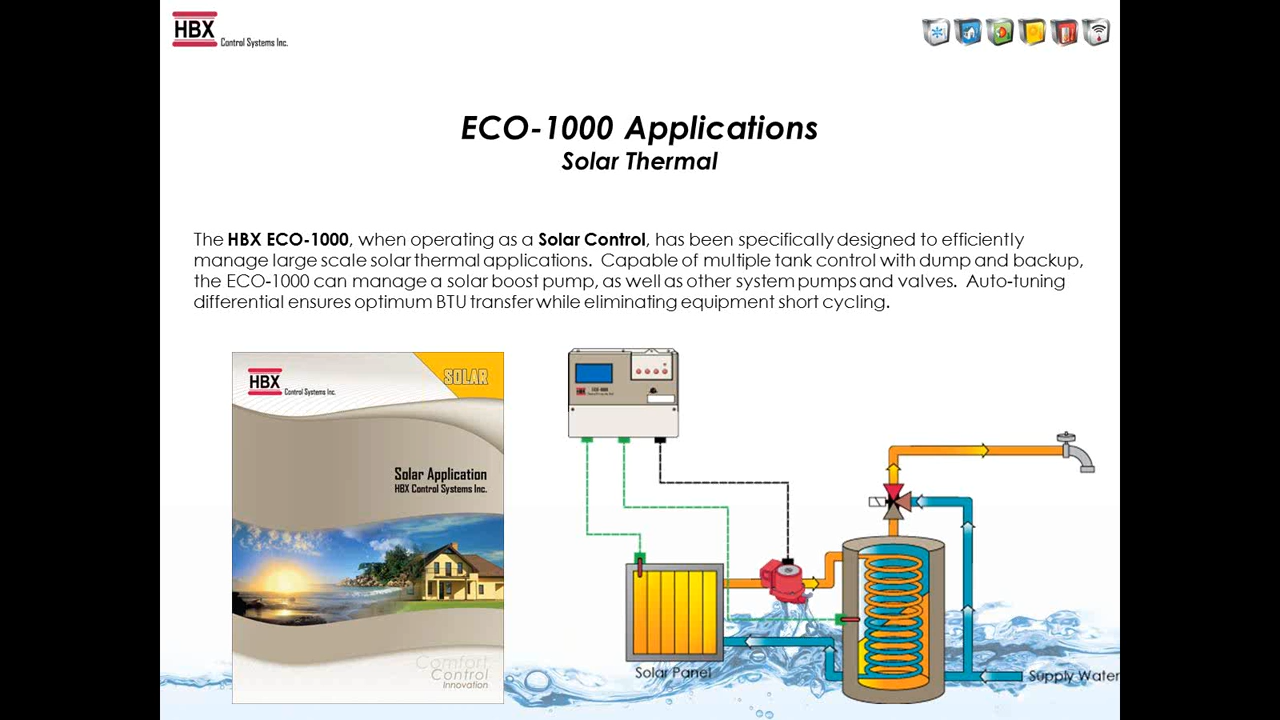 HBX
Control Systems Inc.
ECO-1000 Applications
Solar Thermal
The HBX ECO-1000, when operating as a Solar Control, has been specifically designed to efficiently
manage large scale solar thermal applications.  Capable of multiple tank control with dump and backup,
the ECO-1000 can manage a solar boost pump, as well as other system pumps and valves.  Auto-tuning
differential ensures optimum BTU transfer while eliminating equipment short cycling.
HBX
Control Systems Inc.
SOLAR
Solar Application
HBX Control Systems Inc.
Comfort
Control
Innovation
HBX
ECO-1000
Solar Panel
Supply Water